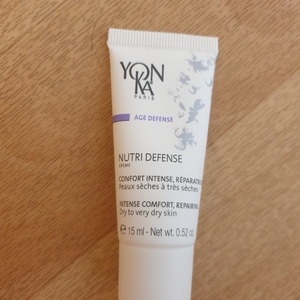 YON
KA
PARIS
AGE DEFENSE
NUTRI DEFENSE
CRÈME
CONFORT INTENSE, RÉPARATEUR
Peaux sèches à très sèches
INTENSE COMFORT, REPAIRING
Dry to very dry skin
℮ 15 ml - Net wt. 0.52 oz